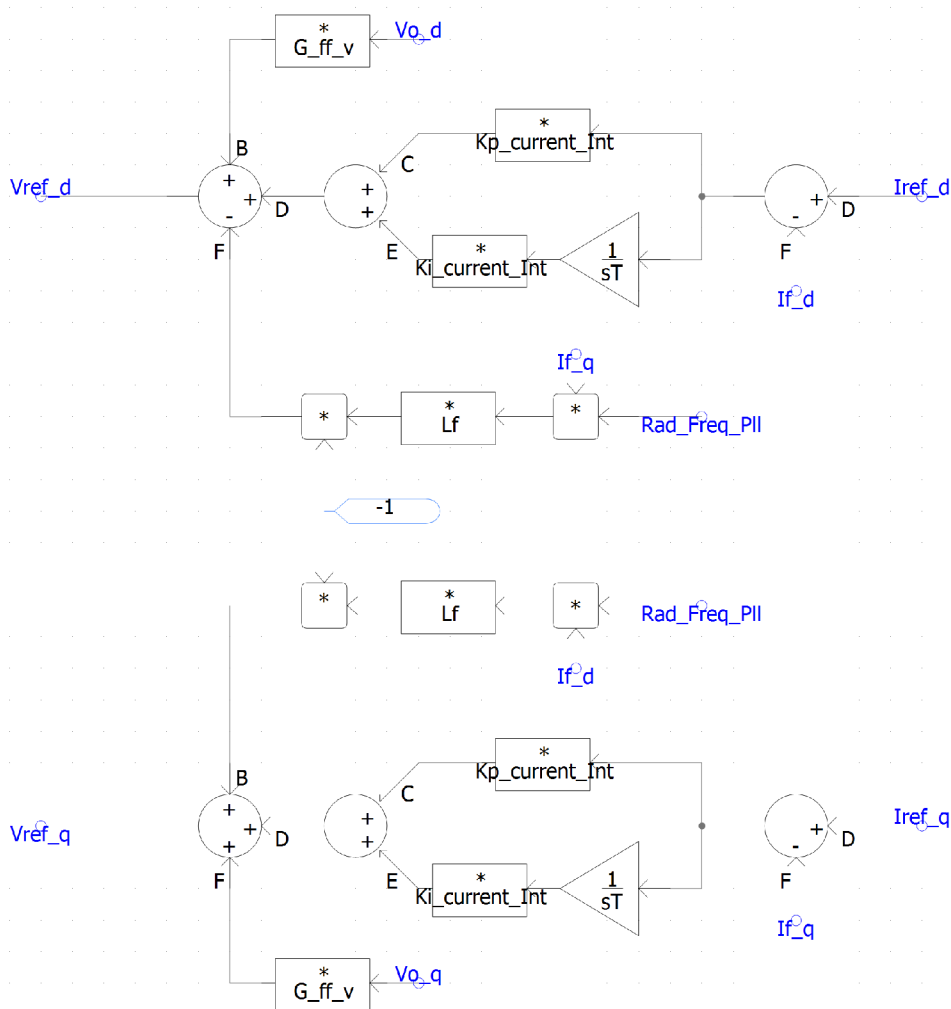 *
G_ff_v
Vo_d
*
Kp_current_Int
B
C
Vref_d
+
+
-
D
+
+
+
-
D
Iref_d
F
E
*
Ki_current_Int
1
sT
F
If_d
If_q
*
*
Lf
*
Rad_Freq_Pll
-1
*
*
Lf
*
Rad_Freq_Pll
If_d
*
Kp_current_Int
B
C
Vref_q
+
+
+
D
+
+
+
-
D
Iref_q
F
E
*
Ki_current_Int
1
sT
F
If_q
*
G_ff_v
Vo_q